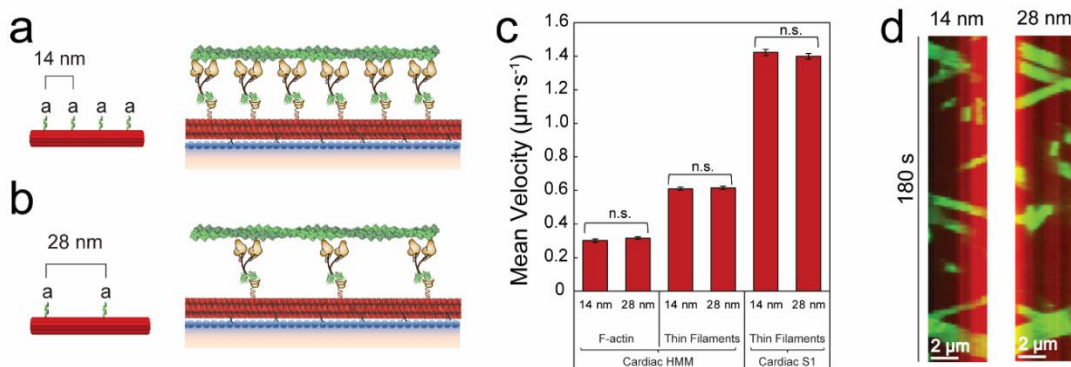 a
14 nm
a a a a
b
28 nm
a a
c
Mean Velocity (µm·s⁻¹)
1.6
1.4
1.2
1.0
0.8
0.6
0.4
0.2
0
n.s.
n.s.
n.s.
14 nm 28 nm 14 nm 28 nm 14 nm 28 nm
F-actin Thin Filaments Thin Filaments
Cardiac HMM Cardiac S1
d
14 nm 28 nm
180 s
2 µm 2 µm